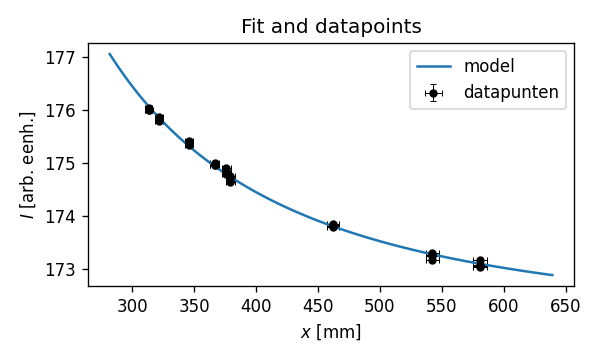 Fit and datapoints
177
176
175
174
173
I [arb. eenh.]
model
datapunten
300 350 400 450 500 550 600 650
x [mm]